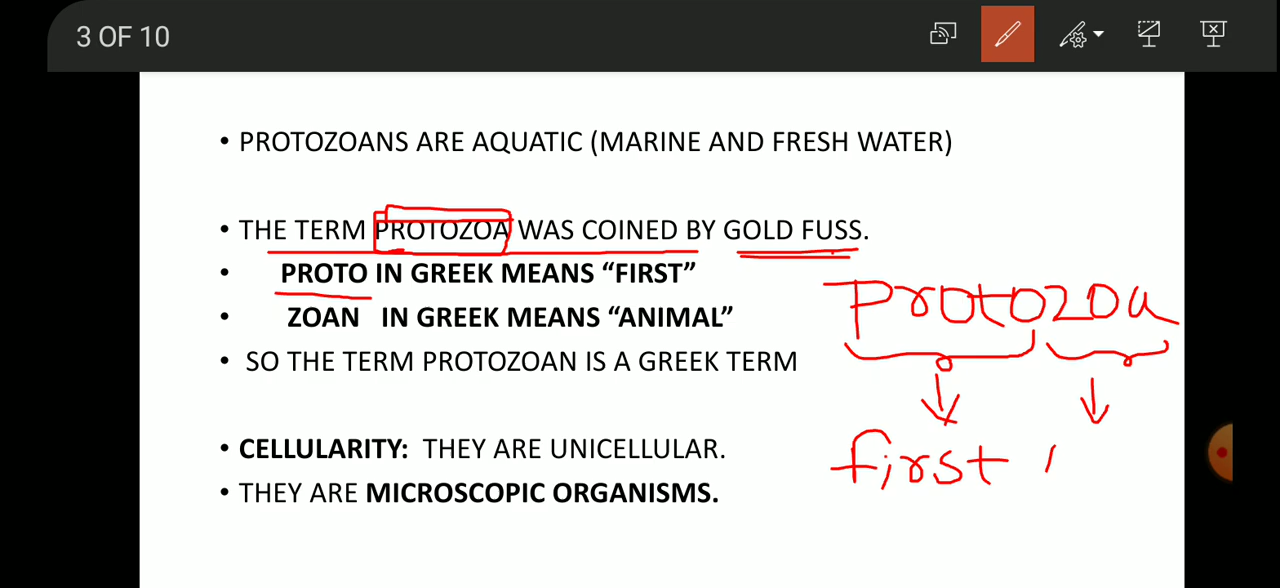 3 OF 10
• PROTOZOANS ARE AQUATIC (MARINE AND FRESH WATER)
• THE TERM PROTOZOA WAS COINED BY GOLD FUSS.
• PROTO IN GREEK MEANS “FIRST”
• ZOAN IN GREEK MEANS “ANIMAL”
• SO THE TERM PROTOZOAN IS A GREEK TERM
• CELLULARITY: THEY ARE UNICELLULAR.
• THEY ARE MICROSCOPIC ORGANISMS.
Protozoa
first